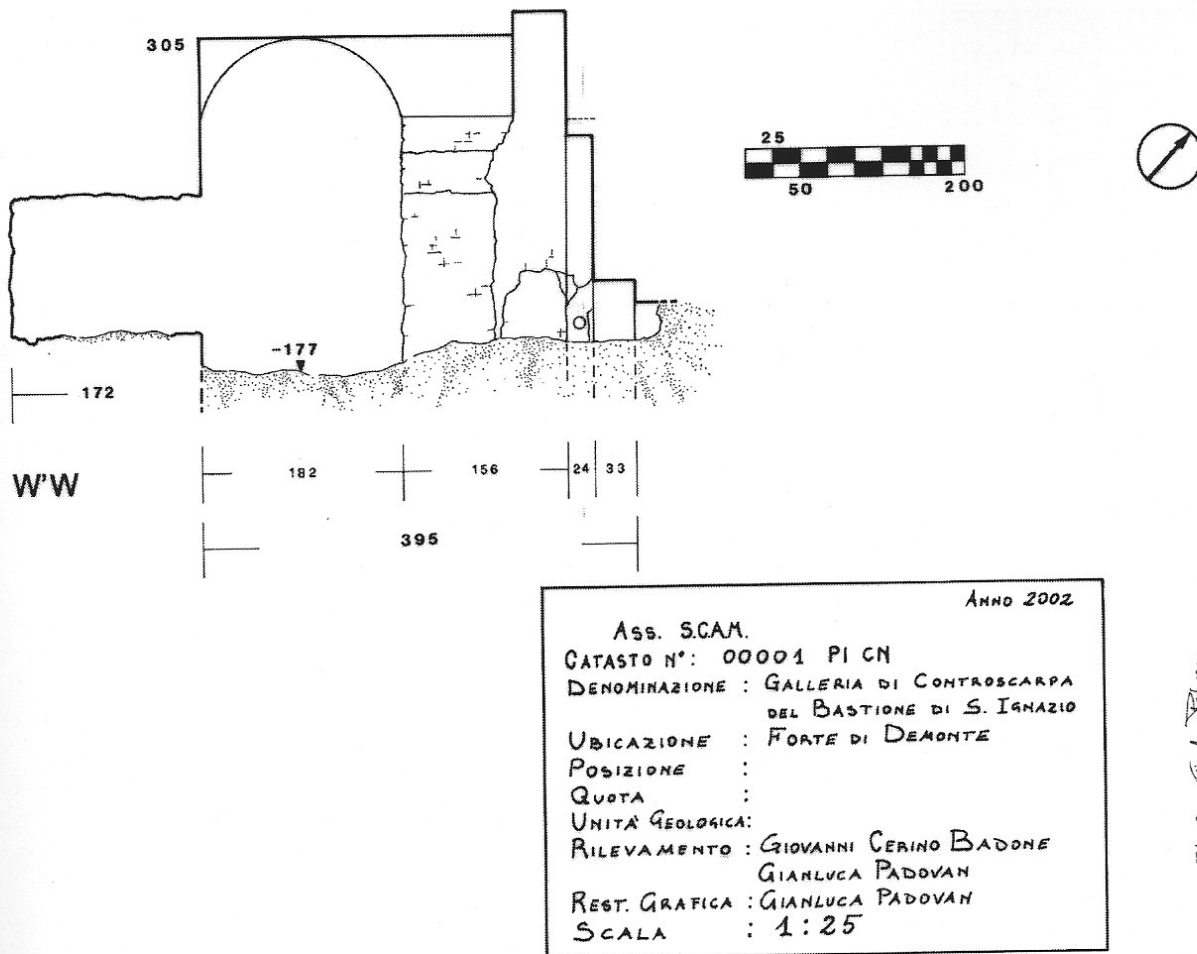 305
25
50 200
-177
172
W'W
182 156 24 33
395
ANNO 2002
ASS. S.C.A.M.
CATASTO N°: 00001 PI CN
DENOMINAZIONE : GALLERIA DI CONTROSCARPA
DEL BASTIONE DI S. IGNAZIO
UBICAZIONE : FORTE DI DEMONTE
POSIZIONE :
QUOTA :
UNITÀ GEOLOGICA:
RILEVAMENTO : GIOVANNI CERINO BADONE
GIANLUCA PADOVAN
REST. GRAFICA : GIANLUCA PADOVAN
SCALA : 1:25